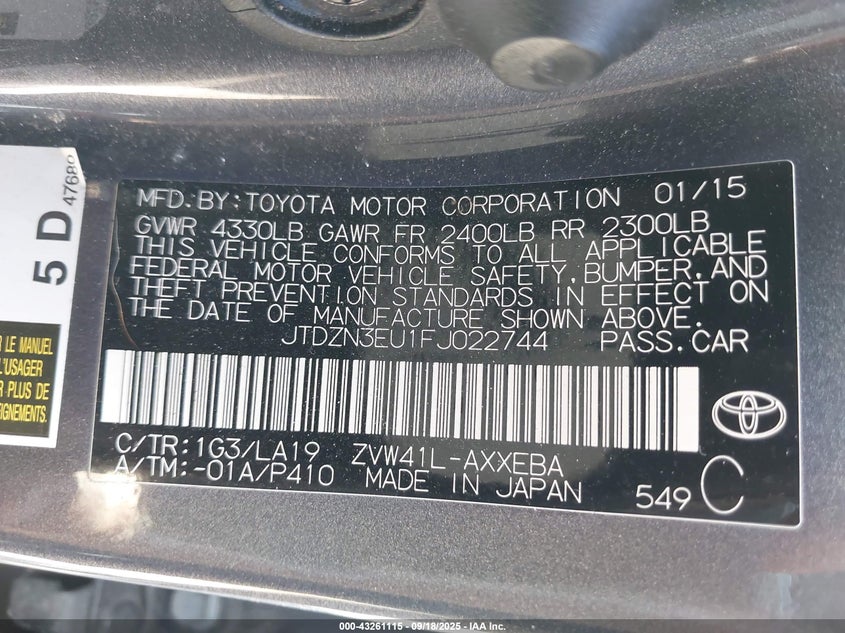 MFD.BY: TOYOTA MOTOR CORPORATION 01/15
GVWR 4330LB GAWR FR 2400LB RR 2300LB
THIS VEHICLE CONFORMS TO ALL APPLICABLE
FEDERAL MOTOR VEHICLE SAFETY, BUMPER, AND
THEFT PREVENTION STANDARDS IN EFFECT ON
THE DATE OF MANUFACTURE SHOWN ABOVE.
JTDZN3EU1FJ022744 PASS.CAR
C/TR: 1G3/LA19 ZVW41L-AXXEBA
A/TM: -01A/P410 MADE IN JAPAN
549 C
5 D
LE MANUEL
L'USAGER
PLUS DE
000-43261115 - 09/18/2025 - IAA Inc.